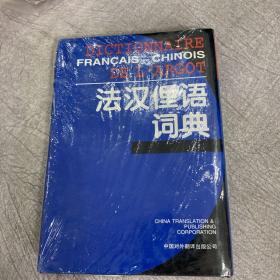 DICTIONNAIRE
FRANÇAIS - CHINOIS
DE L'ARGOT
法汉俚语
词典
CHINA TRANSLATION &
PUBLISHING
CORPORATION
中国对外翻译出版公司